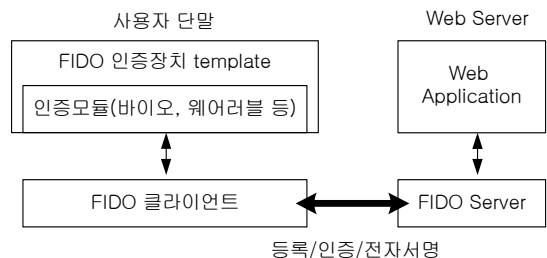 사용자 단말
Web Server
FIDO 인증장치 template
인증모듈(바이오, 웨어러블 등)
Web
Application
FIDO 클라이언트
FIDO Server
등록/인증/전자서명